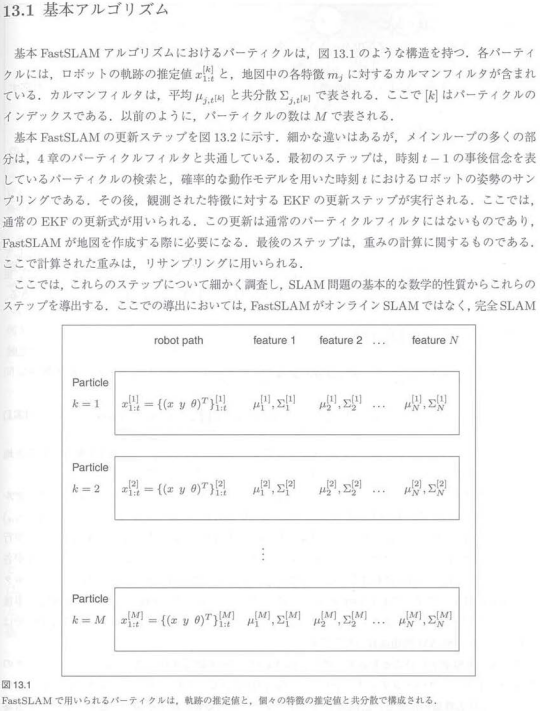 13.1 基本アルゴリズム
基本 FastSLAM アルゴリズムにおけるパーティクルは，図 13.1 のような構造を持つ．各パーティ
クルには，ロボットの軌跡の推定値 x_{1:t}^{[k]} と，地図中の各特徴 m_j に対するカルマンフィルタが含まれ
ている．カルマンフィルタは，平均 μ_{j,t^{[k]}} と共分散 Σ_{j,t^{[k]}} で表される．ここで [k] はパーティクルの
インデックスである．以前のように，パーティクルの数は M で表される．
基本 FastSLAM の更新ステップを図 13.2 に示す．細かな違いはあるが，メインループの多くの部
分は，4 章のパーティクルフィルタと共通している．最初のステップは，時刻 t − 1 の事後信念を表
しているパーティクルの検索と，確率的な動作モデルを用いた時刻 t におけるロボットの姿勢のサン
プリングである．その後，観測された特徴に対する EKF の更新ステップが実行される．ここでは，
通常の EKF の更新式が用いられる．この更新は通常のパーティクルフィルタにはないものであり，
FastSLAM が地図を作成する際に必要になる．最後のステップは，重みの計算に関するものである．
ここで計算された重みは，リサンプリングに用いられる．
ここでは，これらのステップについて細かく調査し，SLAM 問題の基本的な数学的性質からこれらの
ステップを導出する．ここでの導出においては，FastSLAM がオンライン SLAM ではなく，完全 SLAM
robot path feature 1 feature 2 ... feature N
Particle
k = 1 x_{1:t}^{[1]} = {(x y θ)^T}_{1:t}^{[1]} μ_1^{[1]}, Σ_1^{[1]} μ_2^{[1]}, Σ_2^{[1]} ... μ_N^{[1]}, Σ_N^{[1]}
Particle
k = 2 x_{1:t}^{[2]} = {(x y θ)^T}_{1:t}^{[2]} μ_1^{[2]}, Σ_1^{[2]} μ_2^{[2]}, Σ_2^{[2]} ... μ_N^{[2]}, Σ_N^{[2]}
⋮
Particle
k = M x_{1:t}^{[M]} = {(x y θ)^T}_{1:t}^{[M]} μ_1^{[M]}, Σ_1^{[M]} μ_2^{[M]}, Σ_2^{[M]} ... μ_N^{[M]}, Σ_N^{[M]}
図 13.1
FastSLAM で用いられるパーティクルは，軌跡の推定値と，個々の特徴の推定値と共分散で構成される．